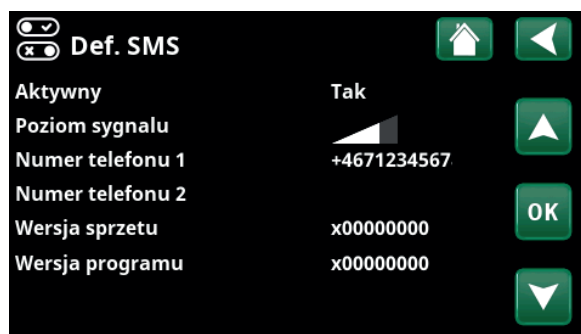 Def. SMS
Aktywny Tak
Poziom sygnalu
Numer telefonu 1 +4671234567
Numer telefonu 2
OK
Wersja sprzetu x00000000
Wersja programu x00000000